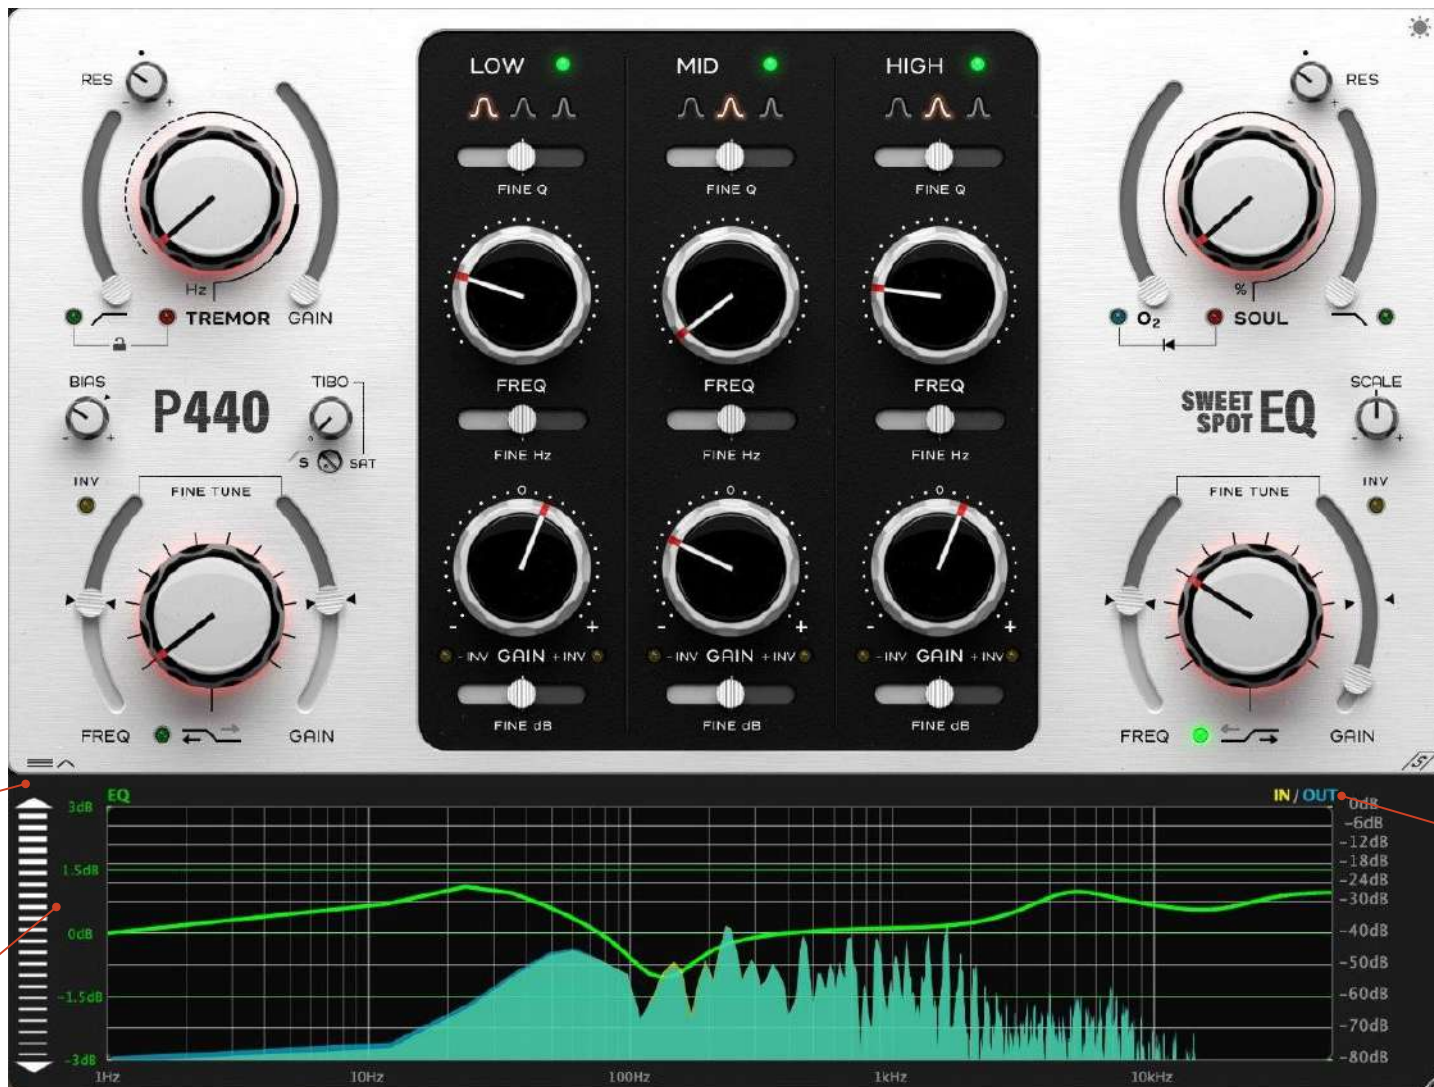 RES
Hz
TREMOR
GAIN
BIAS
P440
TIBO
S
SAT
INV
FINE TUNE
FREQ
GAIN
LOW
MID
HIGH
FINE Q
FINE Q
FINE Q
FREQ
FREQ
FREQ
FINE Hz
FINE Hz
FINE Hz
0
0
0
- +
- +
- +
-INV GAIN +INV
-INV GAIN +INV
-INV GAIN +INV
FINE dB
FINE dB
FINE dB
RES
%
O2
SOUL
SWEET
SPOT EQ
SCALE
INV
FINE TUNE
FREQ
GAIN
EQ
IN / OUT
3dB
1.5dB
0dB
-1.5dB
-3dB
0dB
-6dB
-12dB
-18dB
-24dB
-30dB
-40dB
-50dB
-60dB
-70dB
-80dB
1Hz
10Hz
100Hz
1kHz
10kHz